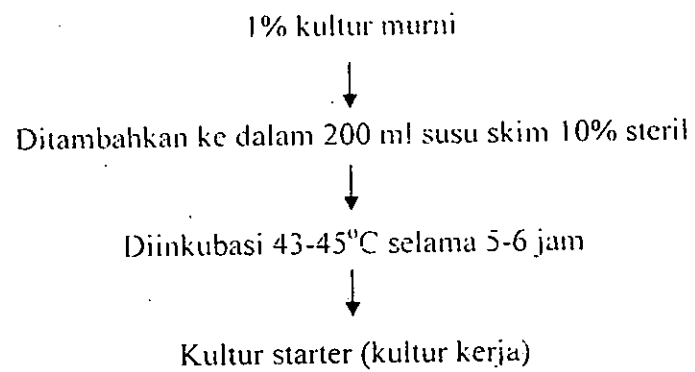 1% kultur murni
Ditambahkan ke dalam 200 ml susu skim 10% steril
Diinkubasi 43-45°C selama 5-6 jam
Kultur starter (kultur kerja)